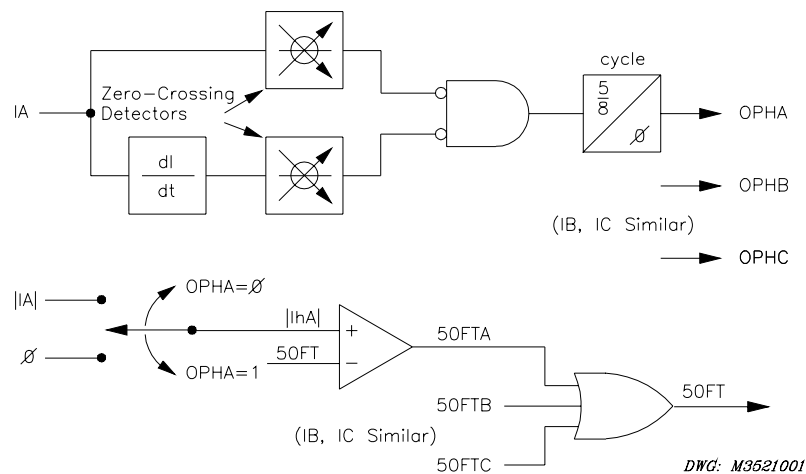 cycle
5
8
Ø
Zero-Crossing
Detectors
IA
OPHA
dI
dt
OPHB
(IB, IC Similar)
OPHC
OPHA=Ø
|IA|
|IhA|
+
50FTA
50FT
−
Ø
OPHA=1
50FT
50FTB
(IB, IC Similar)
50FTC
DWG: M3521001